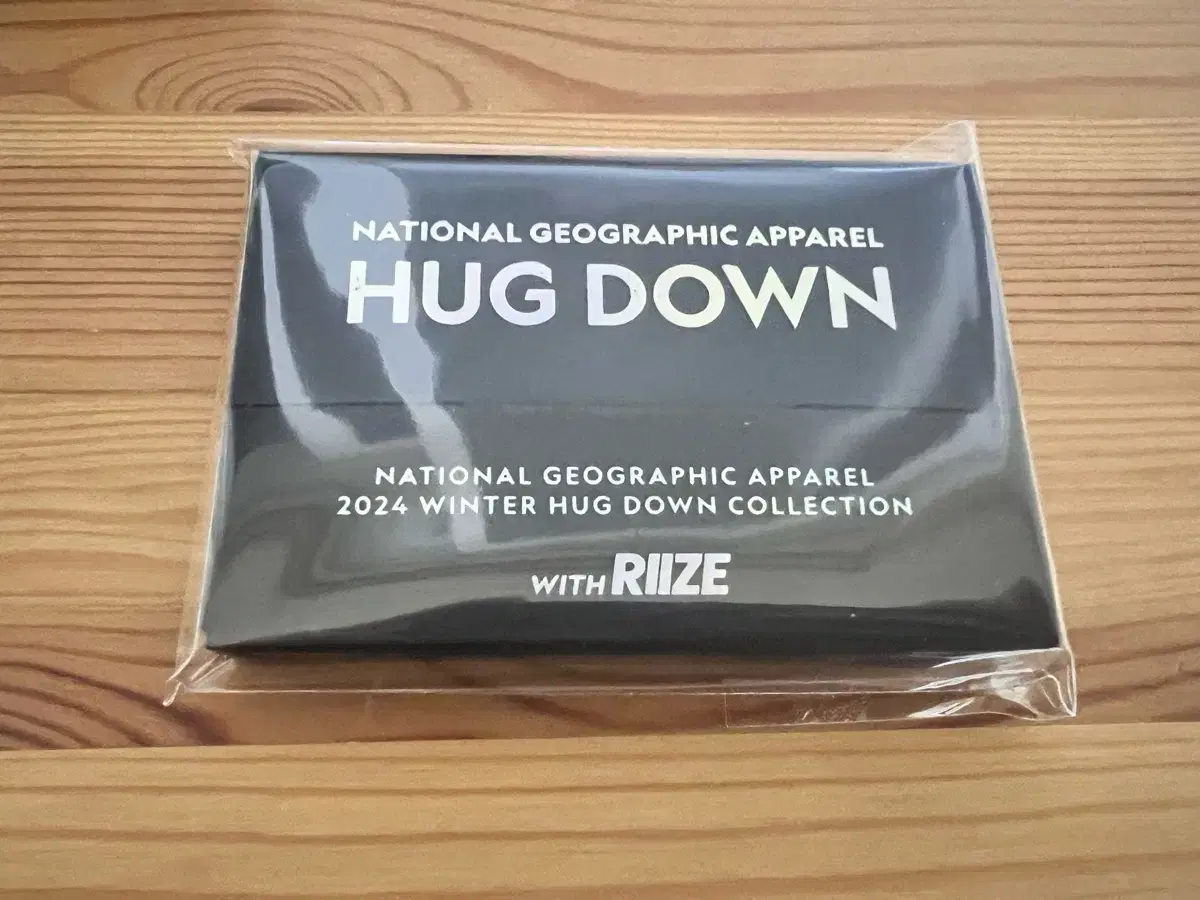 NATIONAL GEOGRAPHIC APPAREL
HUG DOWN
NATIONAL GEOGRAPHIC APPAREL
2024 WINTER HUG DOWN COLLECTION
WITH RIIZE